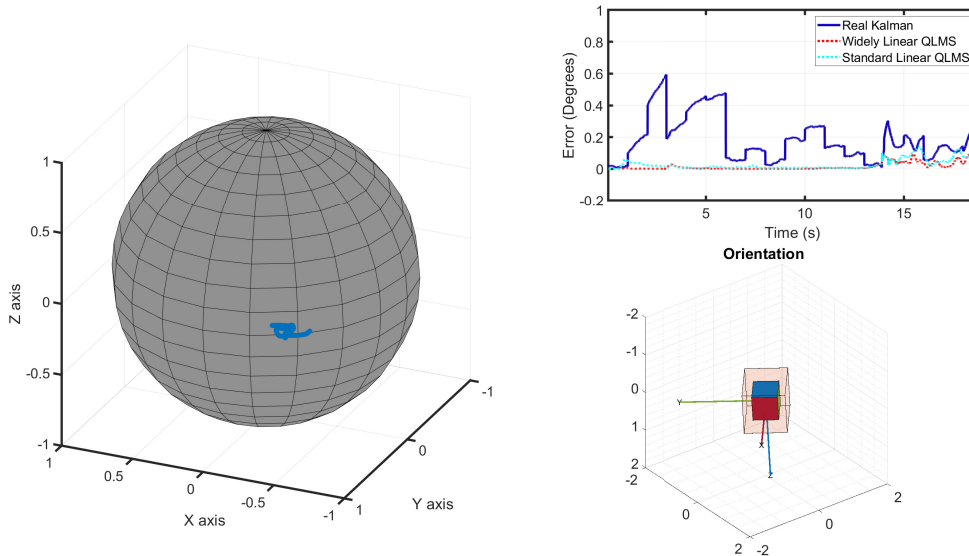 1
0.5
0
-0.5
-1
Z axis
1
0.5
0
-0.5
-1
X axis
1
0
-1
Y axis
1
0.8
0.6
0.4
0.2
0
-0.2
Error (Degrees)
5
10
15
Time (s)
Real Kalman
Widely Linear QLMS
Standard Linear QLMS
Orientation
-2
-1
0
1
2
-2
0
2
-2
0
2
Y
X
Z